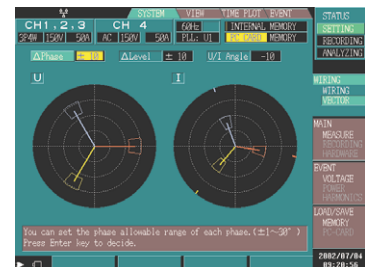 SYSTEM VIEW TIME PLOT EVENT
CH1,2,3 CH 4 60Hz INTERNAL MEMORY
3P4W 150V 50A AC 150V 50A PLL: U1 PC CARD MEMORY
ΔPhase ± 10 ΔLevel ± 10 U/I Angle -10
U I
You can set the phase allowable range of each phase.(±1~30°)
Press Enter key to decide.
STATUS
SETTING
RECORDING
ANALYZING
WIRING
WIRING
VECTOR
MAIN
MEASURE
RECORDING
HARDWARE
EVENT
VOLTAGE
POWER
HARMONICS
LOAD/SAVE
MEMORY
PC-CARD
2002/07/04
09:20:56